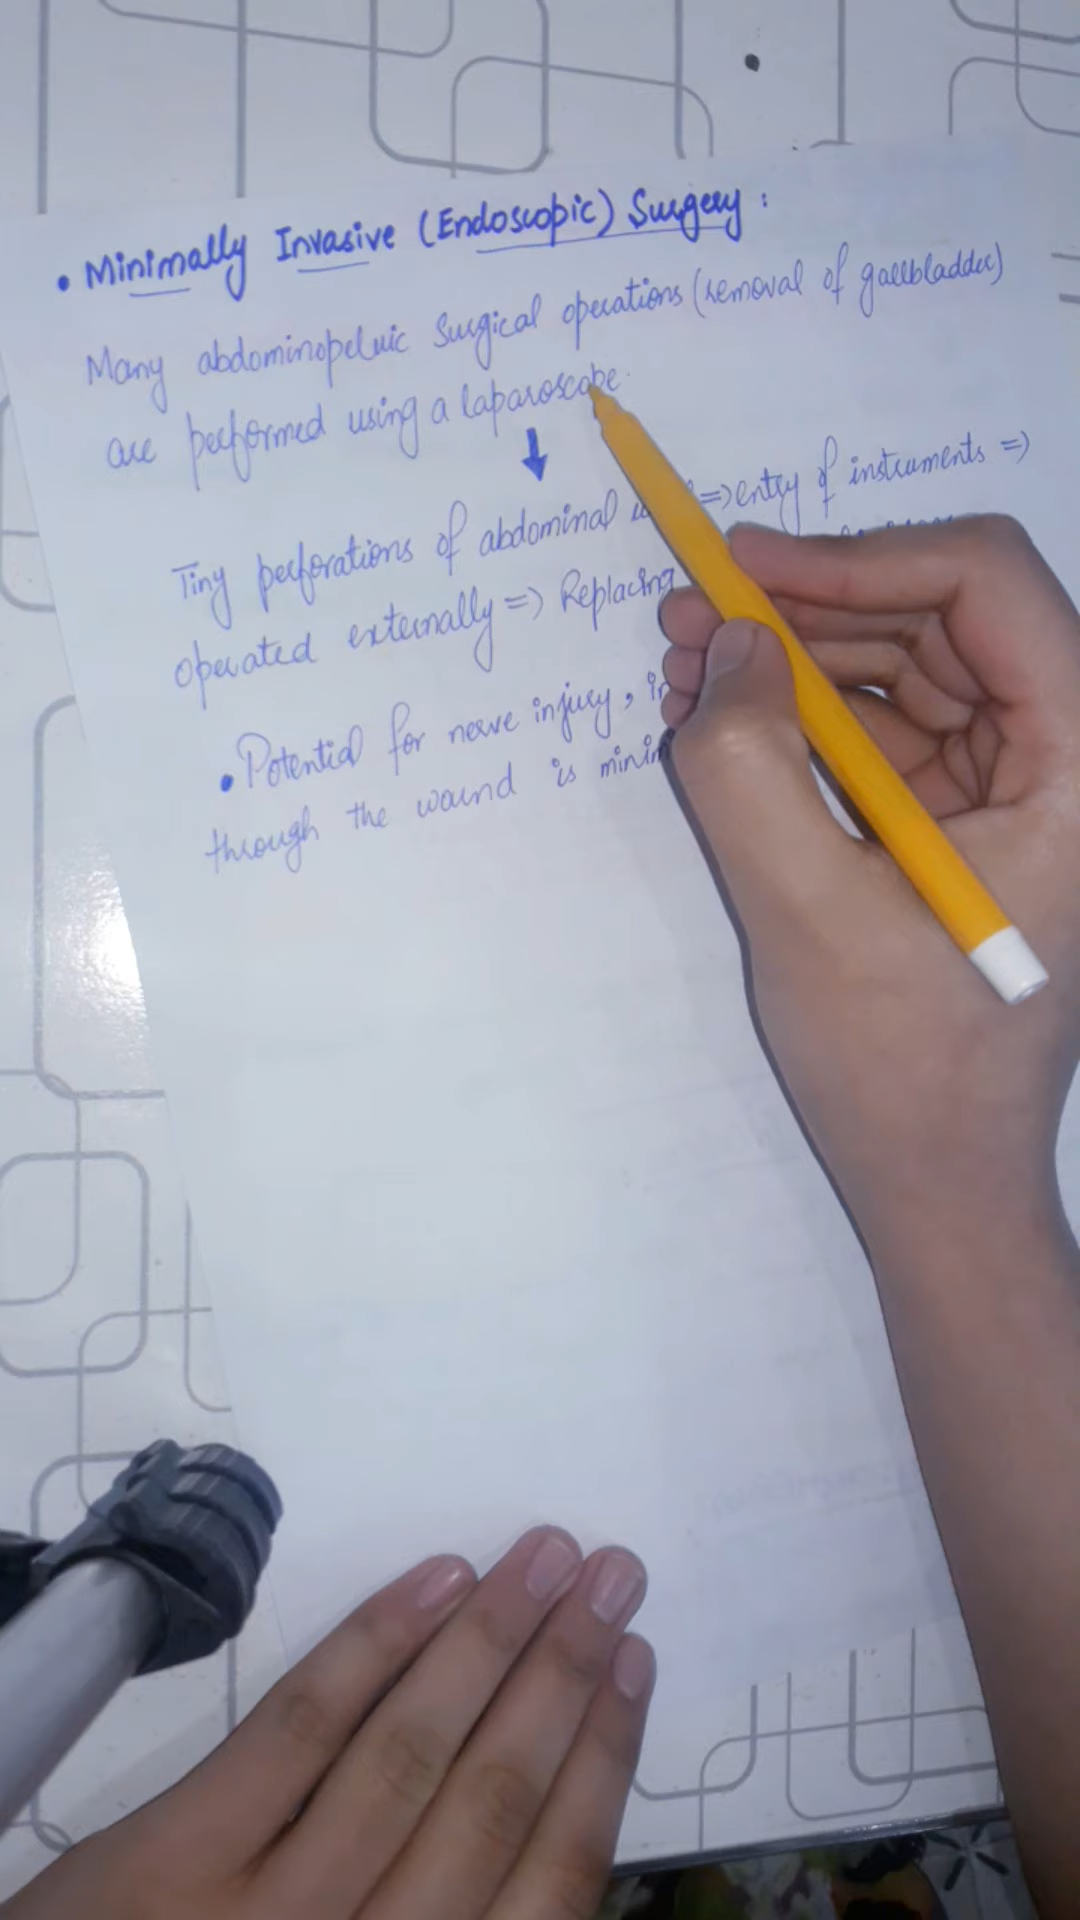 • Minimally Invasive (Endoscopic) Surgery :
Many abdominopelvic surgical operations (removal of gallbladder)
are performed using a laparoscope.
Tiny perforations of abdominal => entry of instruments =>
operated externally => Replacing
• Potential for nerve injury,
through the wound is